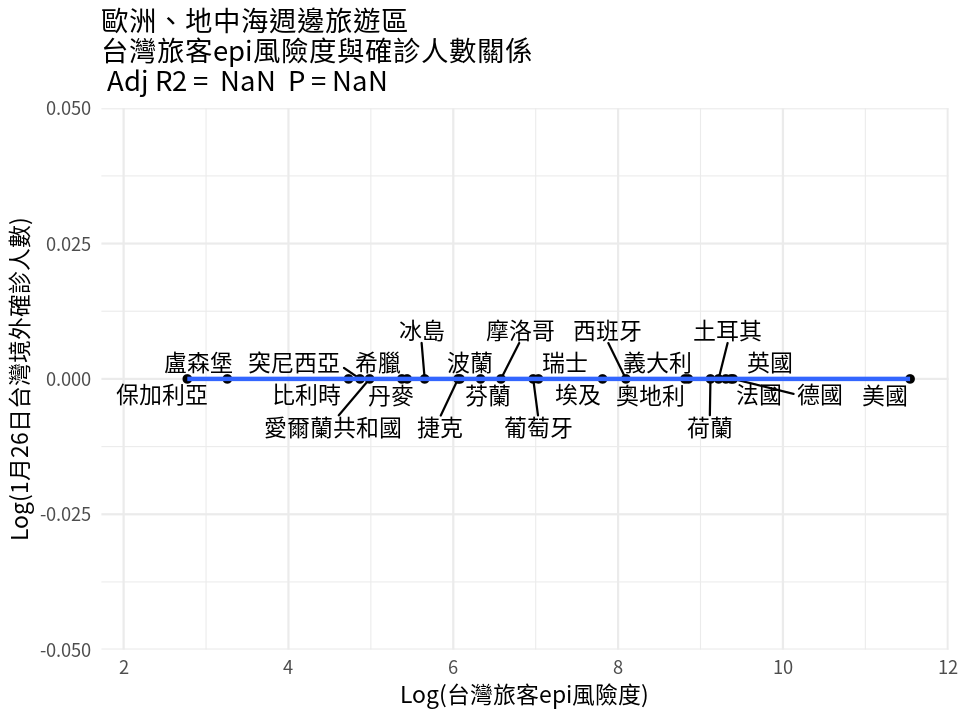 歐洲、地中海週邊旅遊區
台灣旅客epi風險度與確診人數關係
Adj R2 = NaN P = NaN
0.050
0.025
0.000
-0.025
-0.050
Log(1月26日台灣境外確診人數)
冰島 摩洛哥 西班牙 土耳其
盧森堡 突尼西亞 希臘 波蘭 瑞士 義大利 英國
保加利亞 比利時 丹麥 芬蘭 埃及 奧地利 法國 德國 美國
愛爾蘭共和國 捷克 葡萄牙 荷蘭
2 4 6 8 10 12
Log(台灣旅客epi風險度)